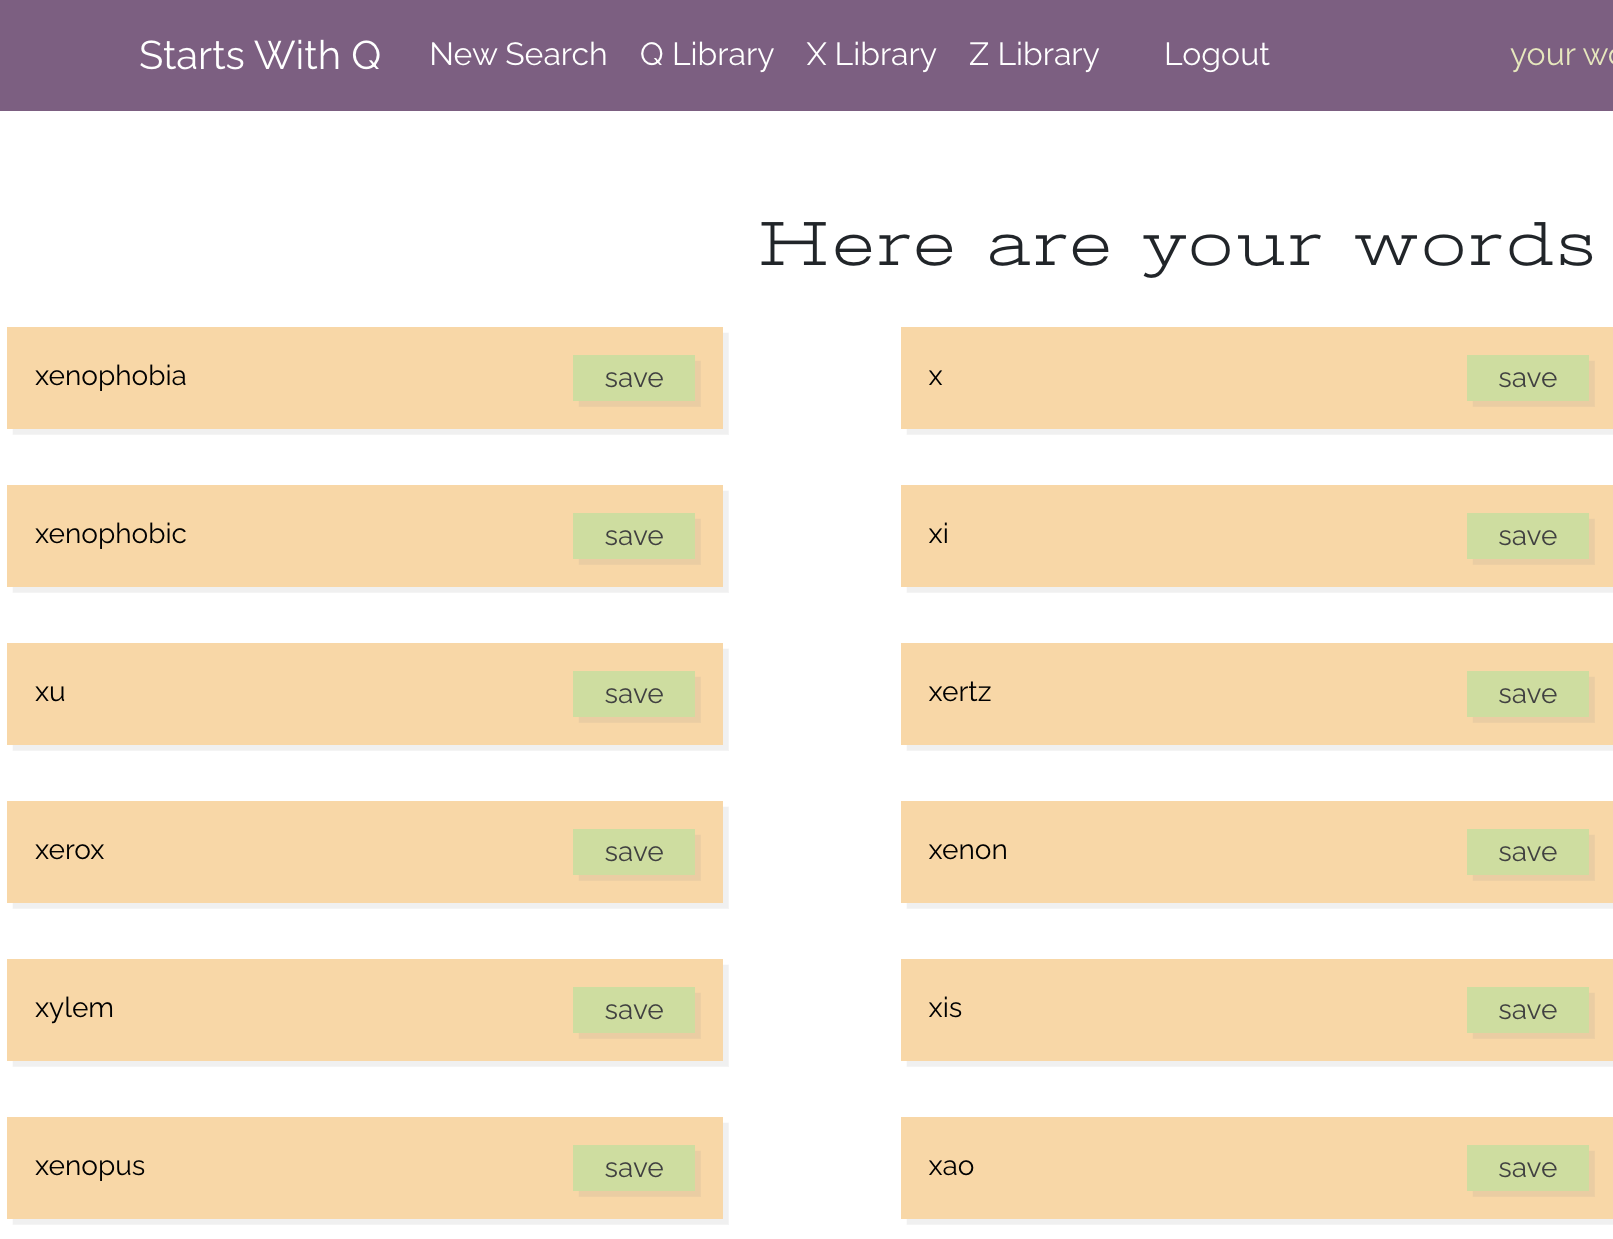 Starts With Q New Search Q Library X Library Z Library Logout your
Here are your words
xenophobia save x save
xenophobic save xi save
xu save xertz save
xerox save xenon save
xylem save xis save
xenopus save xao save